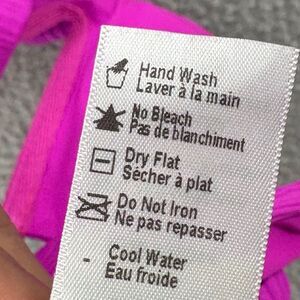 Hand Wash
Laver à la main
No Bleach
Pas de blanchiment
Dry Flat
Sécher à plat
Do Not Iron
Ne pas repasser
- Cool Water
Eau froide